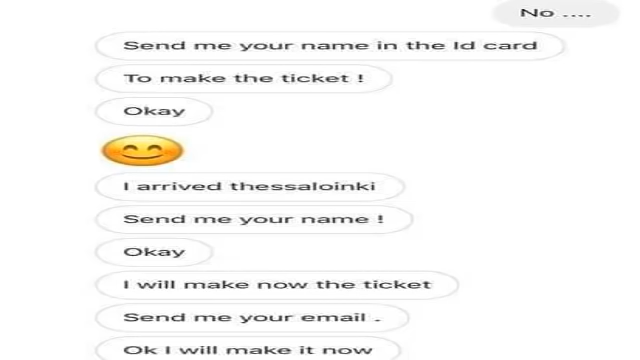 No ....
Send me your name in the Id card
To make the ticket !
Okay
😊
I arrived thessaloinki
Send me your name !
Okay
I will make now the ticket
Send me your email .
Ok I will make it now